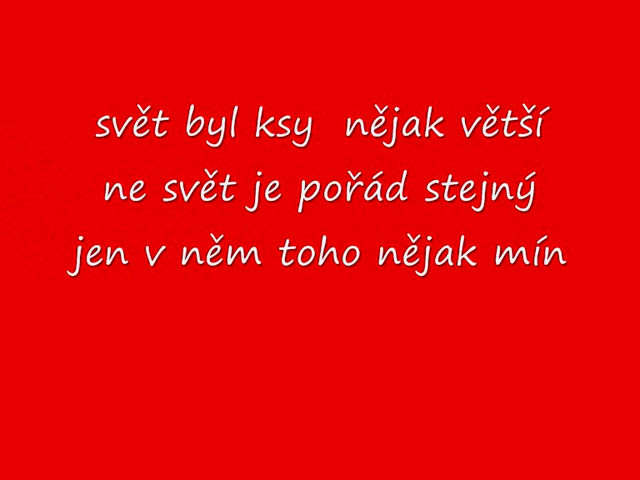 svět byl ksy  nějak větší
ne svět je pořád stejný
jen v něm toho nějak mín